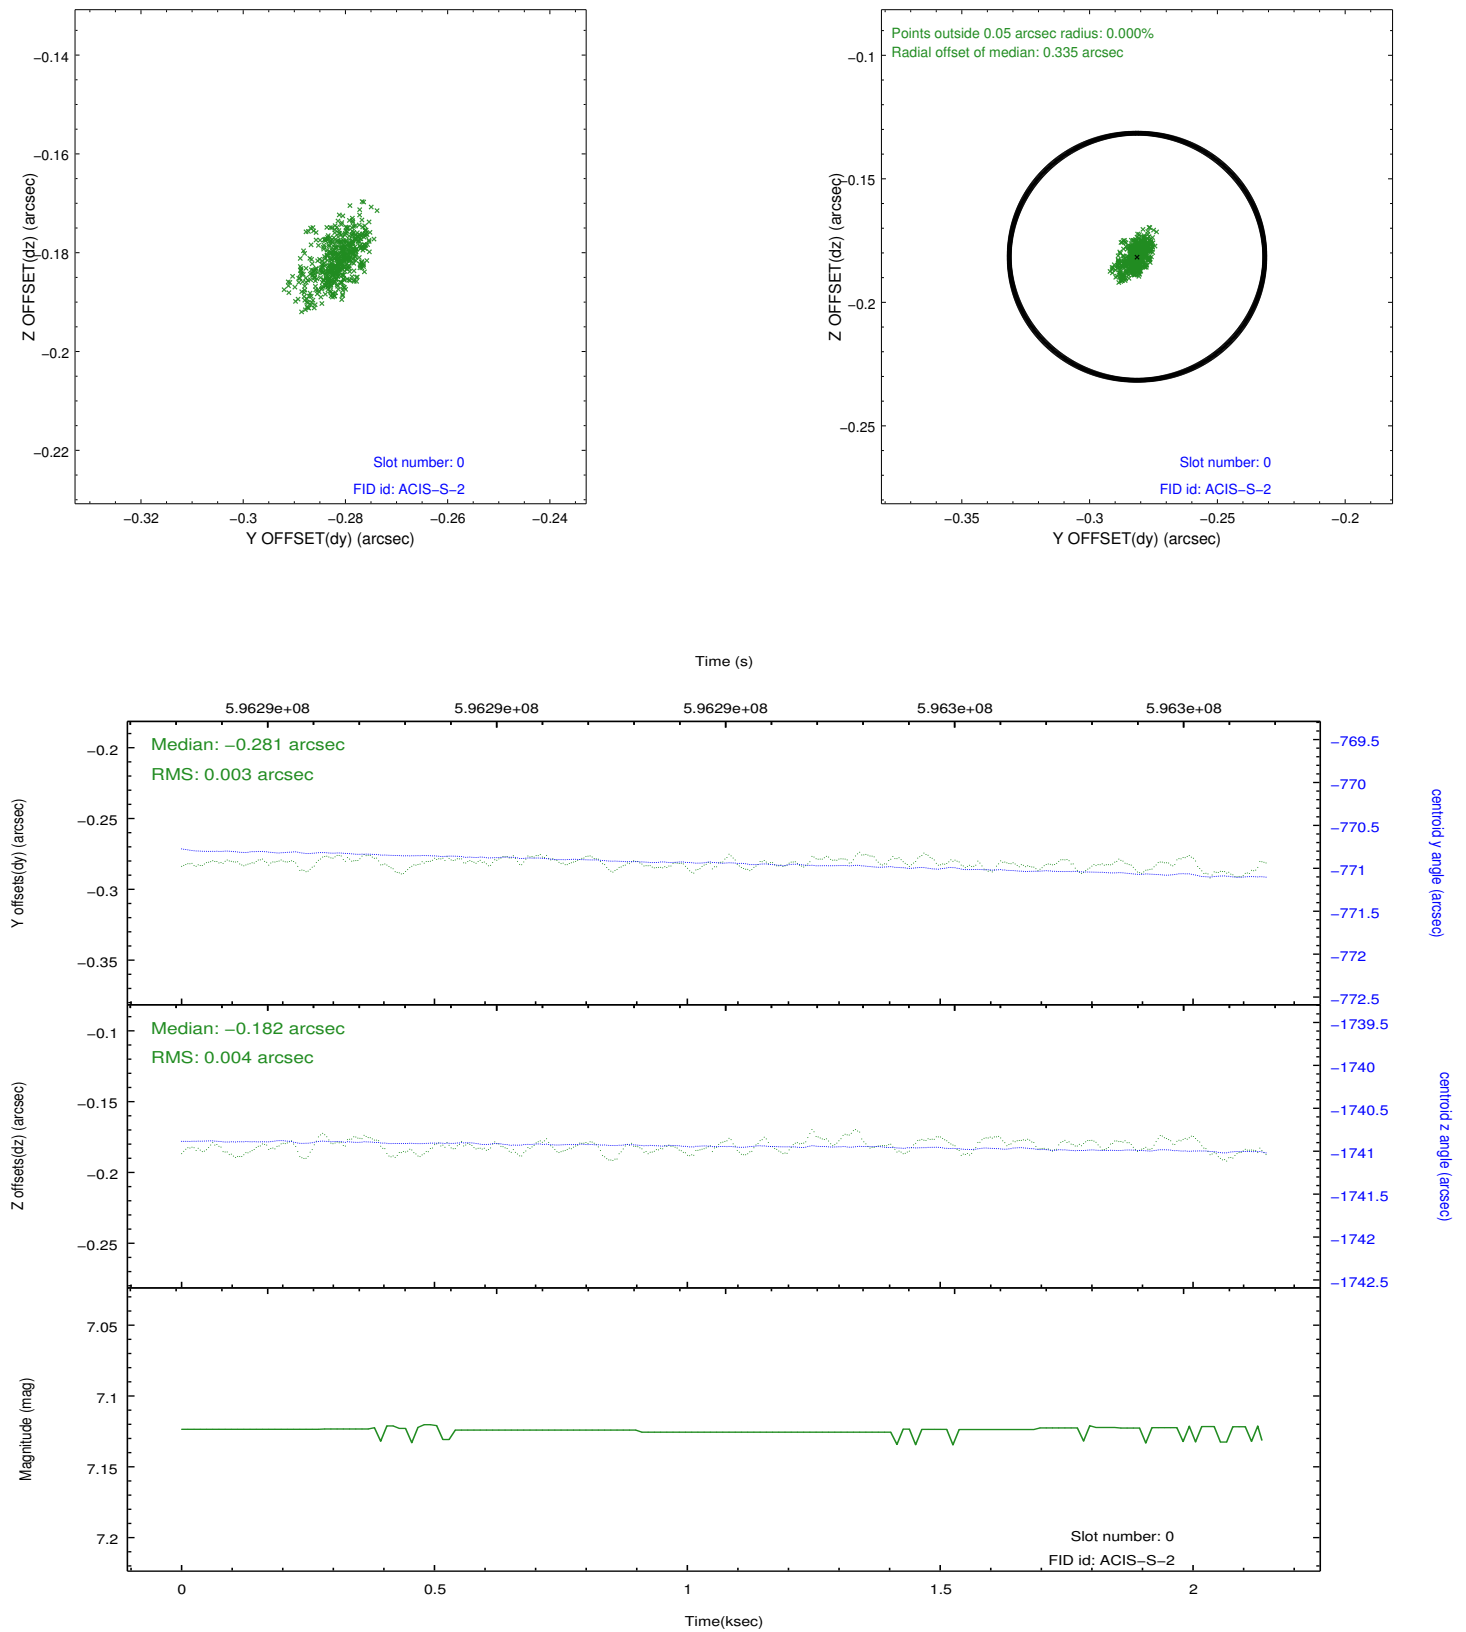 −0.14
−0.16
−0.18
−0.2
−0.22
Z OFFSET(dz) (arcsec)
Slot number: 0
FID id: ACIS−S−2
−0.32
−0.3
−0.28
−0.26
−0.24
Y OFFSET(dy) (arcsec)
Points outside 0.05 arcsec radius: 0.000%
Radial offset of median: 0.335 arcsec
−0.1
−0.15
−0.2
−0.25
Z OFFSET(dz) (arcsec)
Slot number: 0
FID id: ACIS−S−2
−0.35
−0.3
−0.25
−0.2
Y OFFSET(dy) (arcsec)
Time (s)
5.9629e+08
5.9629e+08
5.9629e+08
5.963e+08
5.963e+08
Median: −0.281 arcsec
RMS: 0.003 arcsec
−0.2
−0.25
−0.3
−0.35
Y offsets(dy) (arcsec)
−769.5
−770
−770.5
−771
−771.5
−772
−772.5
centroid y angle (arcsec)
Median: −0.182 arcsec
RMS: 0.004 arcsec
−0.1
−0.15
−0.2
−0.25
Z offsets(dz) (arcsec)
−1739.5
−1740
−1740.5
−1741
−1741.5
−1742
−1742.5
centroid z angle (arcsec)
7.05
7.1
7.15
7.2
Magnitude (mag)
Slot number: 0
FID id: ACIS−S−2
0
0.5
1
1.5
2
Time(ksec)